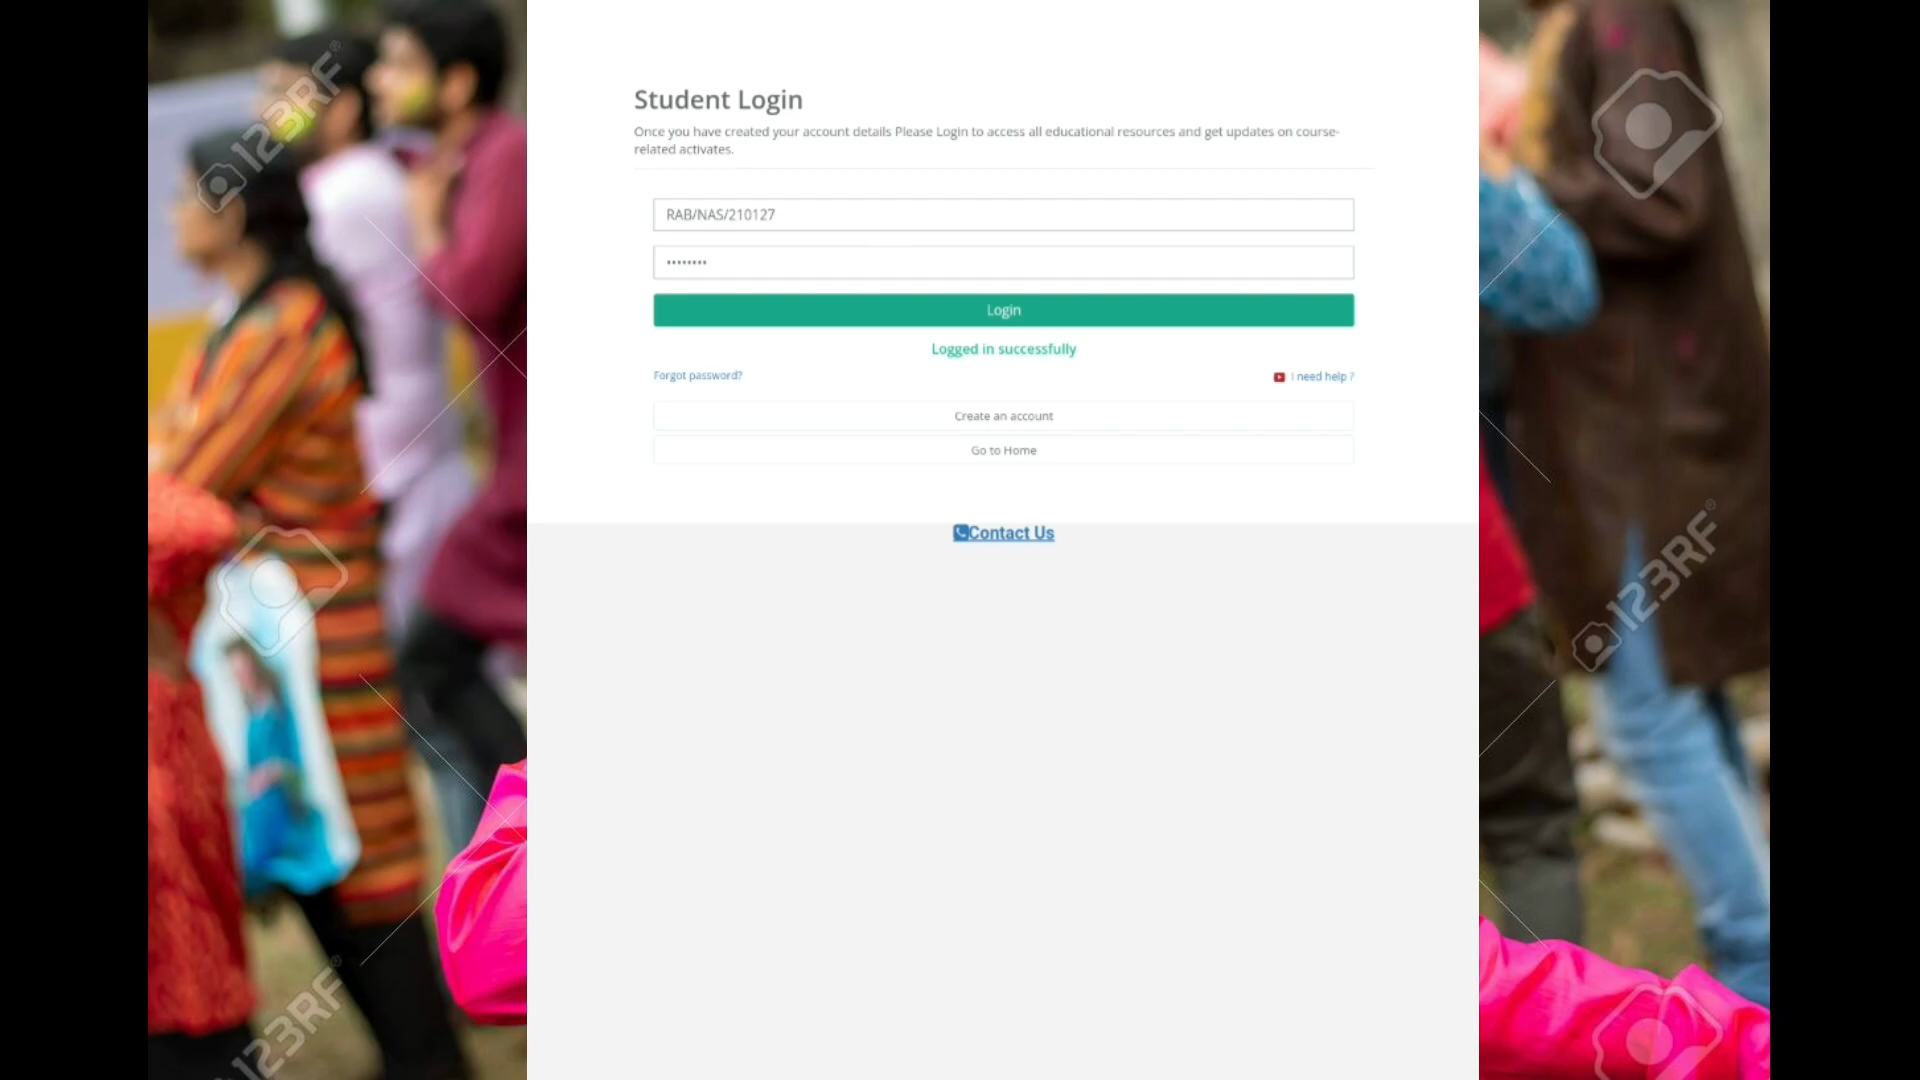 Student Login
Once you have created your account details Please Login to access all educational resources and get updates on course-
related activates.
RAB/NAS/210127
••••••••
Login
Logged in successfully
Forgot password?
I need help ?
Create an account
Go to Home
Contact Us
123RF®
123RF®
123RF®